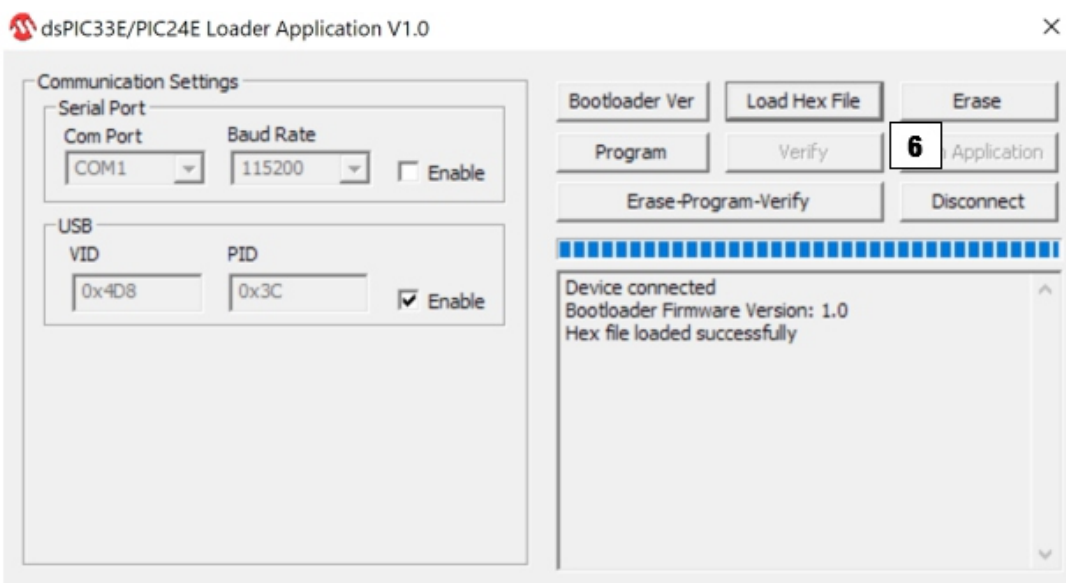 dsPIC33E/PIC24E Loader Application V1.0
Communication Settings
Serial Port
Com Port Baud Rate
COM1 115200 Enable
USB
VID PID
0x4D8 0x3C Enable
Bootloader Ver Load Hex File Erase
Program Verify 6 Application
Erase-Program-Verify Disconnect
Device connected
Bootloader Firmware Version: 1.0
Hex file loaded successfully